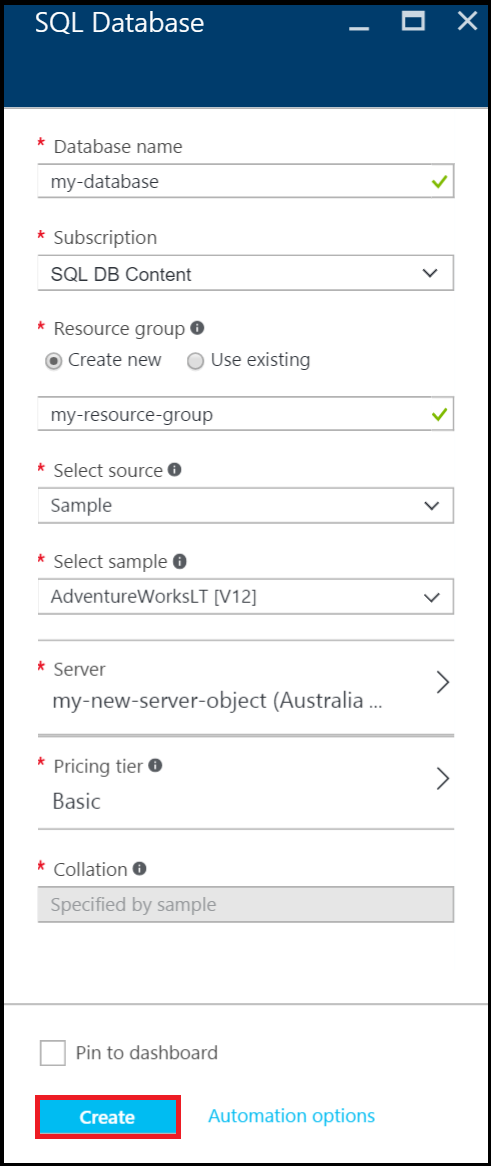 SQL Database
* Database name
my-database
* Subscription
SQL DB Content
* Resource group
Create new Use existing
my-resource-group
* Select source
Sample
* Select sample
AdventureWorksLT [V12]
* Server
my-new-server-object (Australia ...
* Pricing tier
Basic
* Collation
Specified by sample
Pin to dashboard
Create Automation options